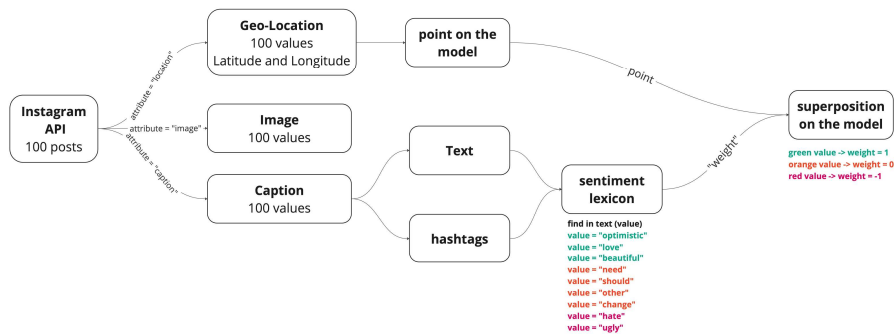 Instagram
API
100 posts
attribute = "location"
attribute = "image"
attribute = "caption"
Geo-Location
100 values
Latitude and Longitude
Image
100 values
Caption
100 values
point on the
model
Text
hashtags
sentiment
lexicon
find in text (value)
value = "optimistic"
value = "love"
value = "beautiful"
value = "need"
value = "should"
value = "other"
value = "change"
value = "hate"
value = "ugly"
point
"weight"
superposition
on the model
green value -> weight = 1
orange value -> weight = 0
red value -> weight = -1